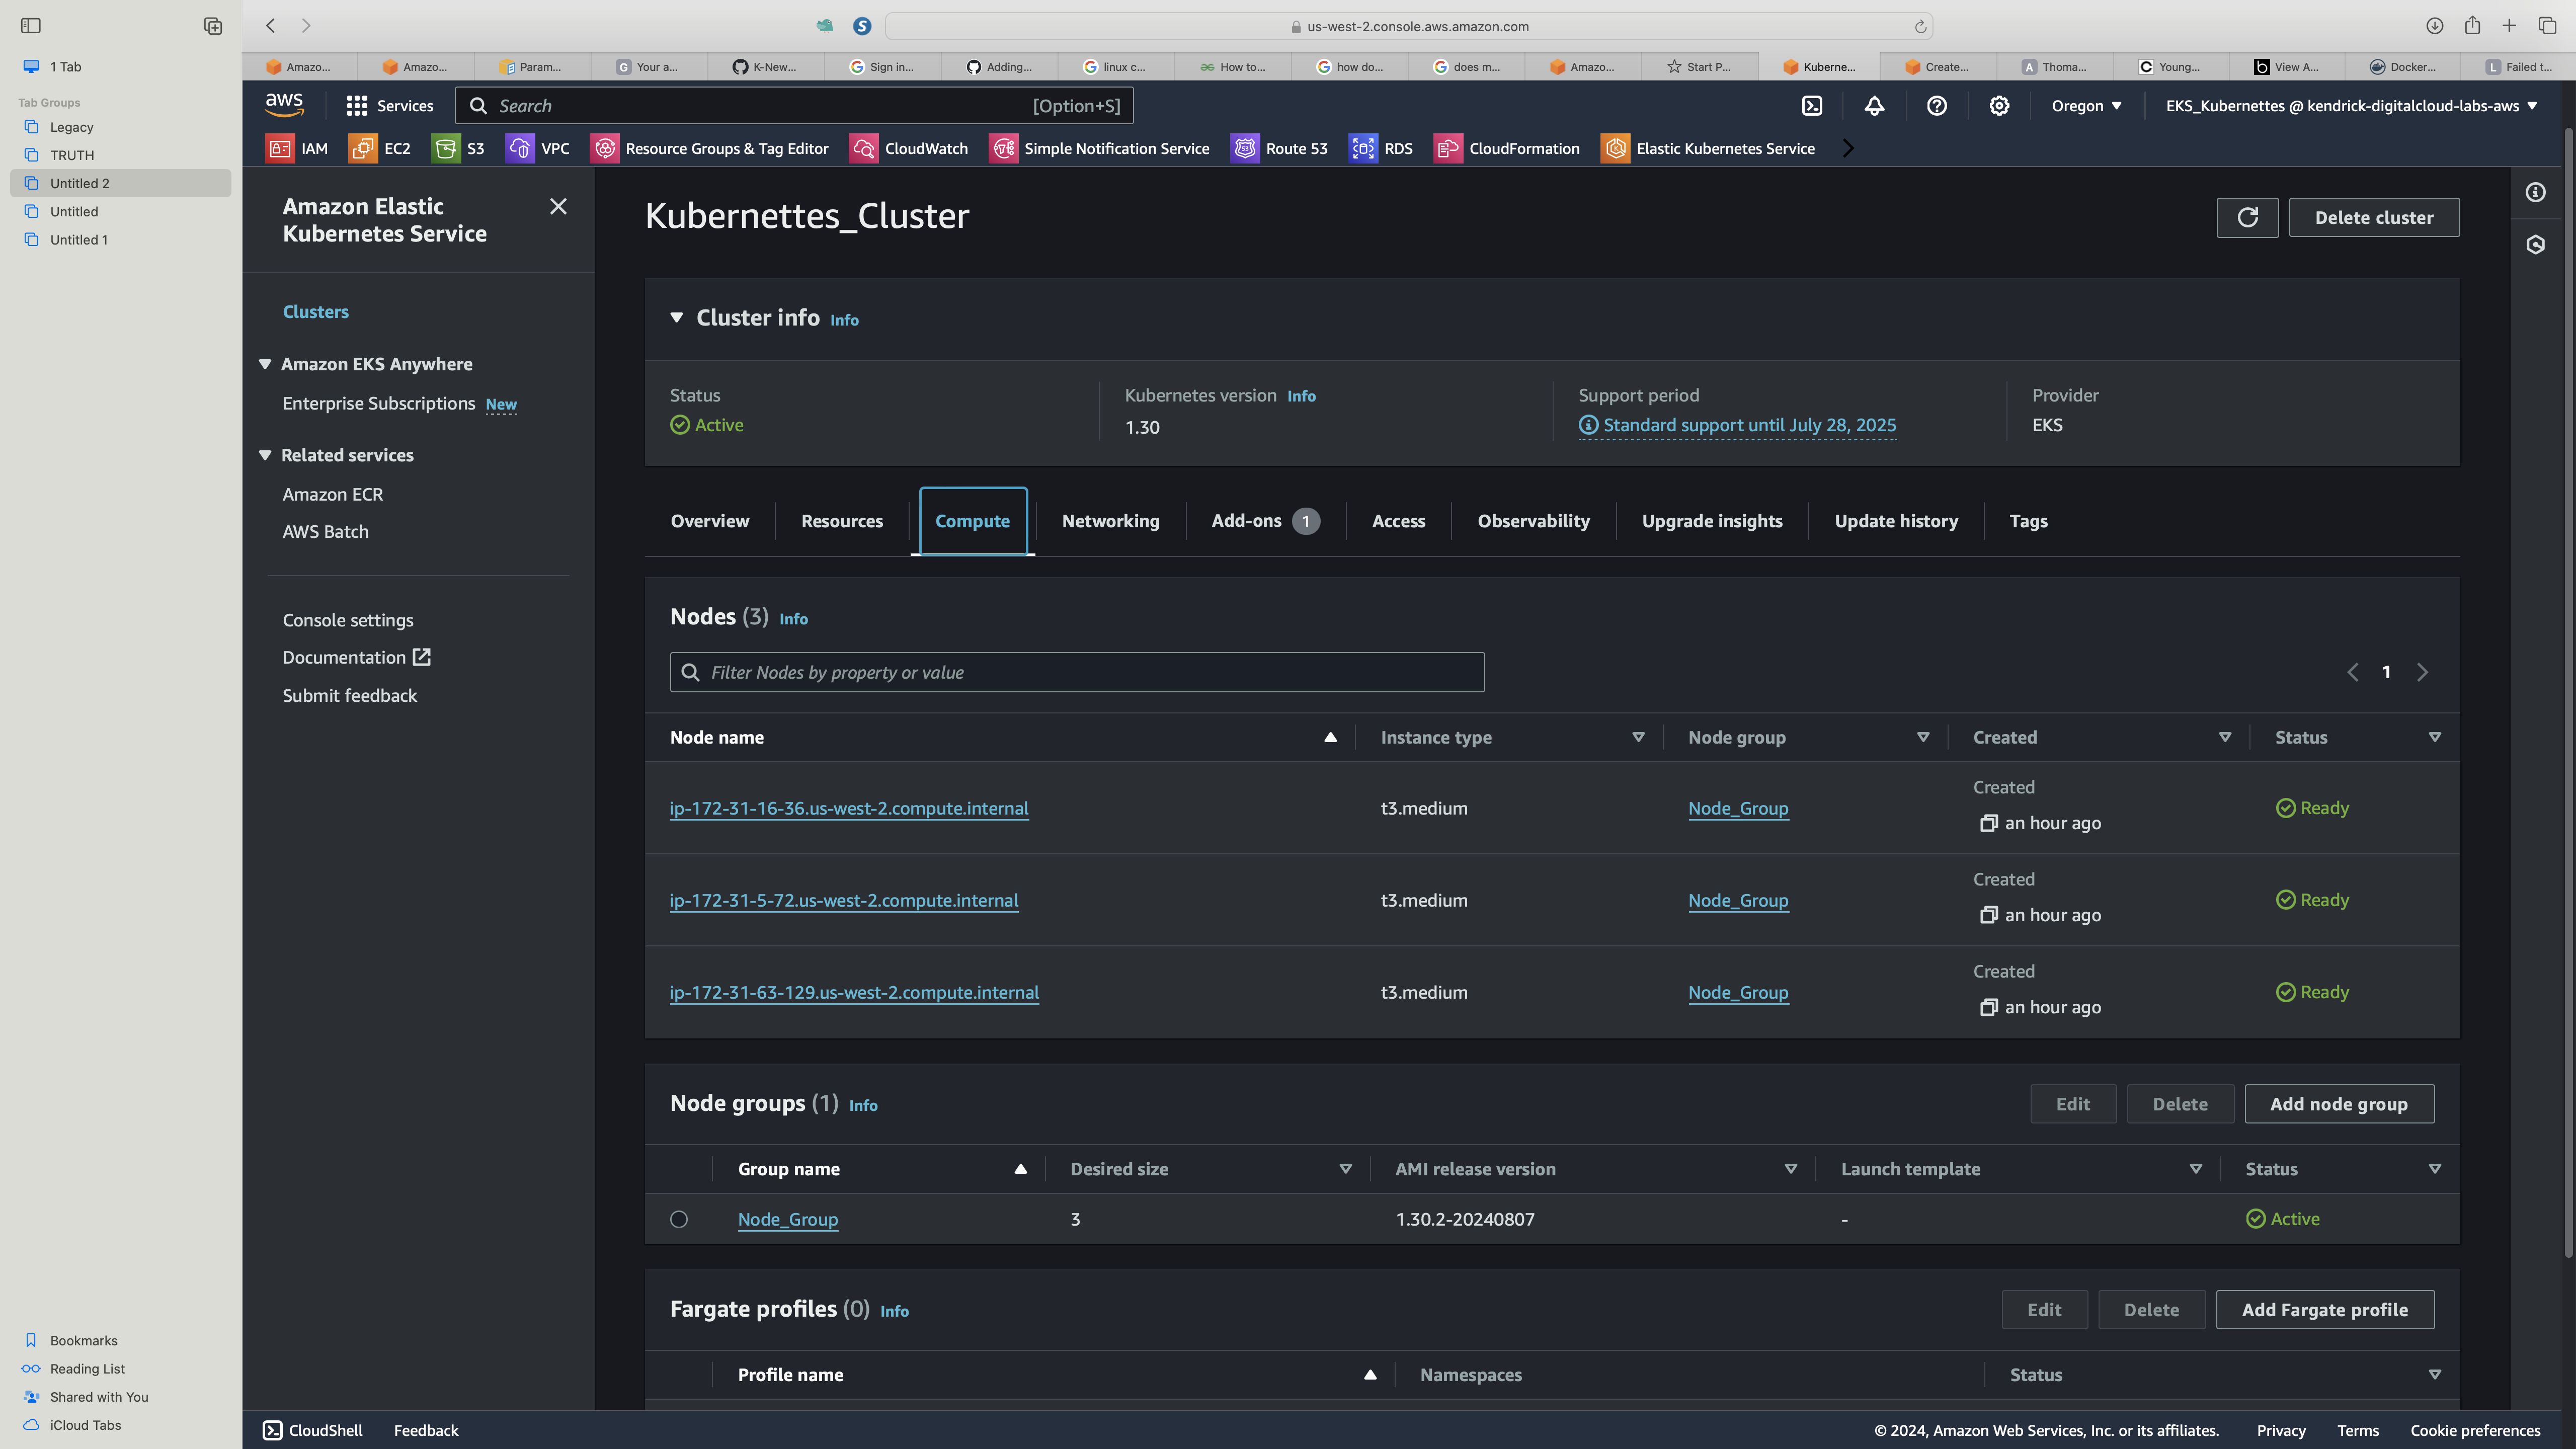 us-west-2.console.aws.amazon.com
1 Tab
Tab Groups
Legacy
TRUTH
Untitled 2
Untitled
Untitled 1
Bookmarks
Reading List
Shared with You
iCloud Tabs
Amazo...
Amazo...
Param...
Your a...
K-New...
Sign in...
Adding...
linux c...
How to...
how do...
does m...
Amazo...
Start P...
Kuberne...
Create...
Thoma...
Young...
View A...
Docker...
Failed t...
aws
Services
Search
[Option+S]
Oregon
EKS_Kubernetes @ kendrick-digitalcloud-labs-aws
IAM
EC2
S3
VPC
Resource Groups & Tag Editor
CloudWatch
Simple Notification Service
Route 53
RDS
CloudFormation
Elastic Kubernetes Service
Amazon Elastic
Kubernetes Service
Clusters
Amazon EKS Anywhere
Enterprise Subscriptions New
Related services
Amazon ECR
AWS Batch
Console settings
Documentation
Submit feedback
Kubernettes_Cluster
Delete cluster
Cluster info Info
Status
Active
Kubernetes version Info
1.30
Support period
Standard support until July 28, 2025
Provider
EKS
Overview
Resources
Compute
Networking
Add-ons 1
Access
Observability
Upgrade insights
Update history
Tags
Nodes (3) Info
Filter Nodes by property or value
1
Node name
Instance type
Node group
Created
Status
ip-172-31-16-36.us-west-2.compute.internal
t3.medium
Node_Group
Created
an hour ago
Ready
ip-172-31-5-72.us-west-2.compute.internal
t3.medium
Node_Group
Created
an hour ago
Ready
ip-172-31-63-129.us-west-2.compute.internal
t3.medium
Node_Group
Created
an hour ago
Ready
Node groups (1) Info
Edit
Delete
Add node group
Group name
Desired size
AMI release version
Launch template
Status
Node_Group
3
1.30.2-20240807
-
Active
Fargate profiles (0) Info
Edit
Delete
Add Fargate profile
Profile name
Namespaces
Status
CloudShell
Feedback
© 2024, Amazon Web Services, Inc. or its affiliates.
Privacy
Terms
Cookie preferences